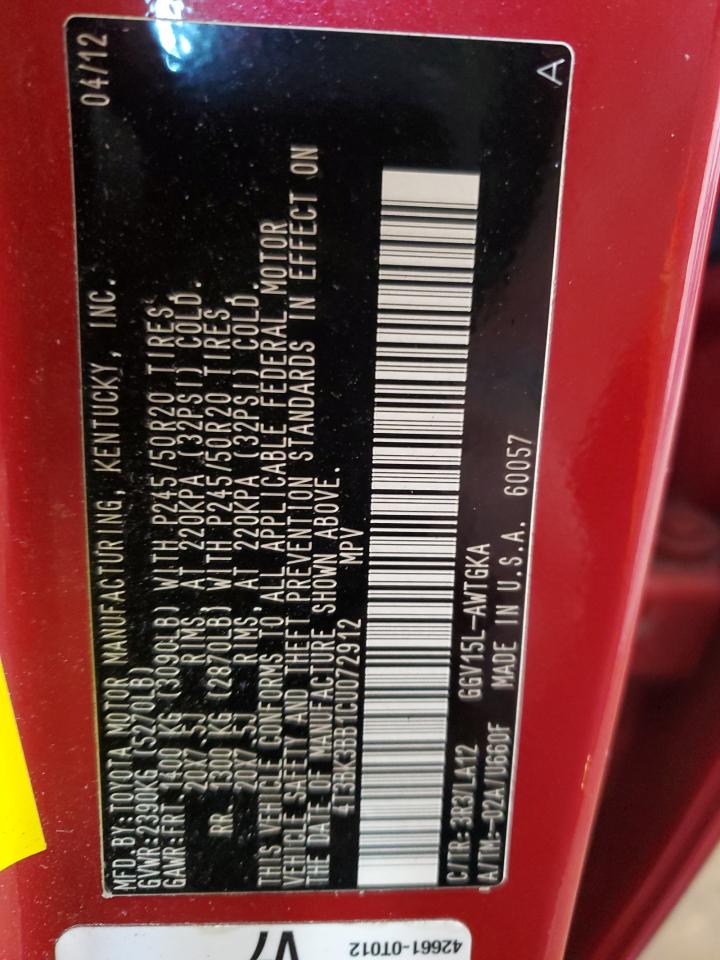 MFD. BY: TOYOTA MOTOR MANUFACTURING, KENTUCKY, INC. 04/12
GVWR: 2390KG (5270LB)
GAWR: FRT. 1400 KG (3090LB) WITH P245/50R20 TIRES,
20X7.5J RIMS, AT 220KPA (32PSI) COLD.
RR. 1300 KG (2870LB) WITH P245/50R20 TIRES,
20X7.5J RIMS, AT 220KPA (32PSI) COLD.
THIS VEHICLE CONFORMS TO ALL APPLICABLE FEDERAL MOTOR
VEHICLE SAFETY AND THEFT PREVENTION STANDARDS IN EFFECT ON
THE DATE OF MANUFACTURE SHOWN ABOVE.
4T3BK3BB1CU072912 MPV
C/TR: 3R3/LA12 GGV15L-AWTGKA
A/TM: -02A/U660F MADE IN U.S.A. 60057
A
42661-0T012